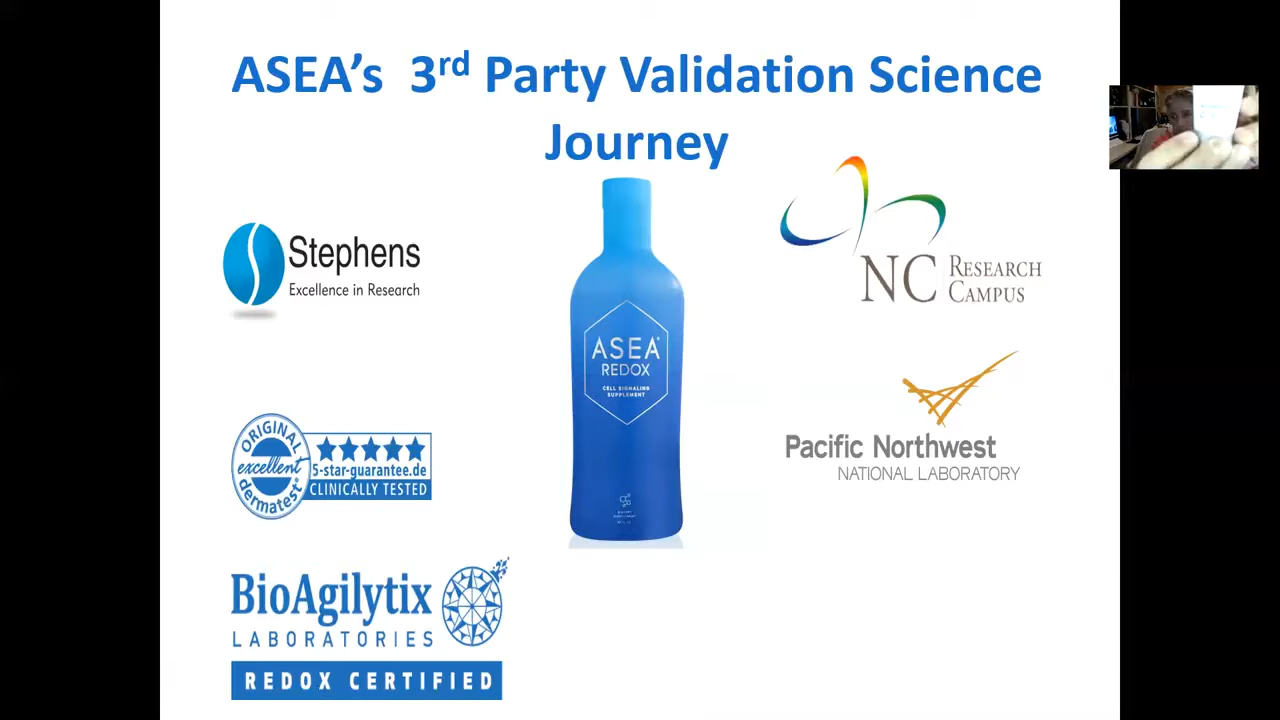 ASEA's 3rd Party Validation Science
Journey
Stephens
Excellence in Research
NC RESEARCH
CAMPUS
ASEA
REDOX
CELL SIGNALING
SUPPLEMENT
Pacific Northwest
NATIONAL LABORATORY
ORIGINAL
excellent
dermatest®
5-star-guarantee.de
CLINICALLY TESTED
BioAgilytix
LABORATORIES
REDOX CERTIFIED